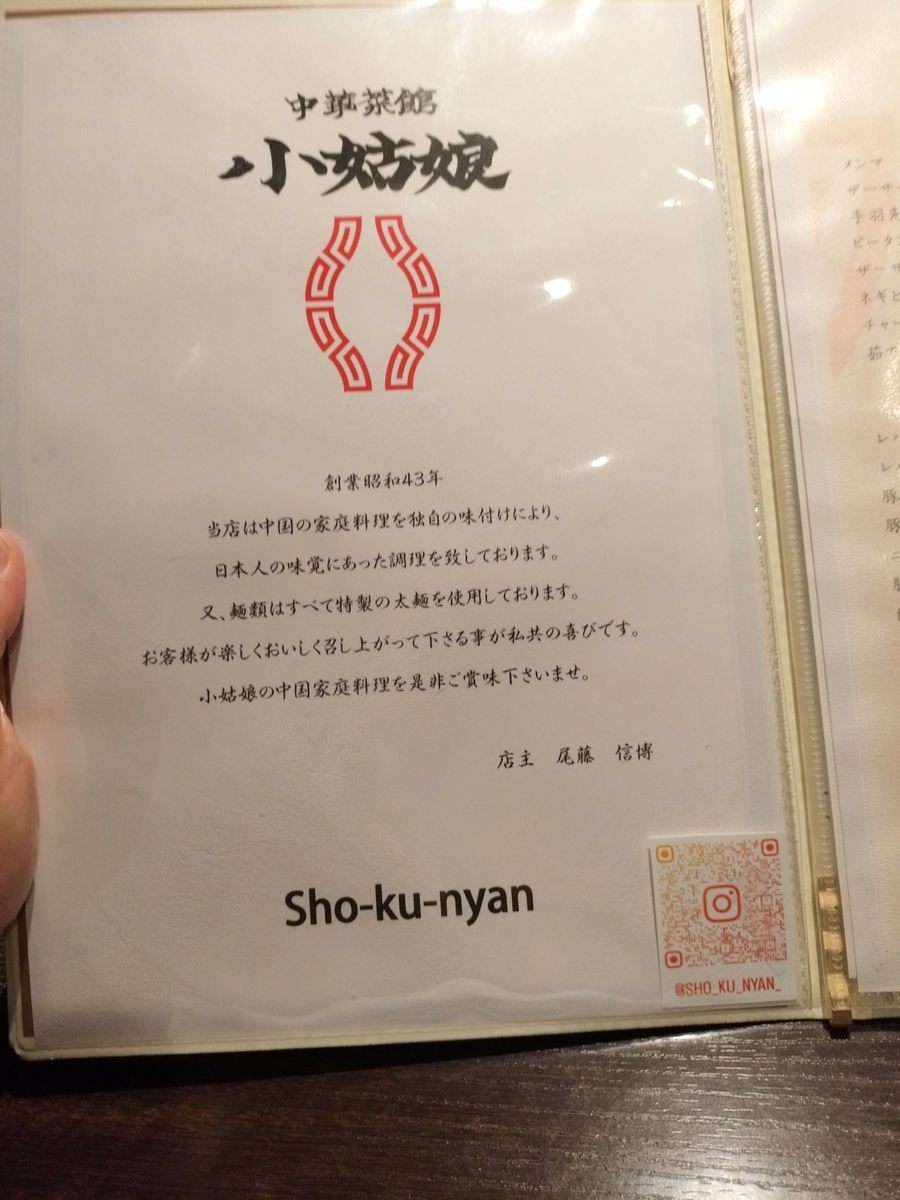 中華菜館
小姑娘
創業昭和43年
当店は中国の家庭料理を独自の味付けにより、
日本人の味覚にあった調理を致しております。
又、麺類はすべて特製の太麺を使用しております。
お客様が楽しくおいしく召し上がって下さる事が私共の喜びです。
小姑娘の中国家庭料理を是非ご賞味下さいませ。
店主 尾藤 信博
Sho-ku-nyan
@SHO_KU_NYAN_
メンマ
ザーサ
手羽先
ピータン
ザーサ
ネギと
チャー
レバ
豚
豚